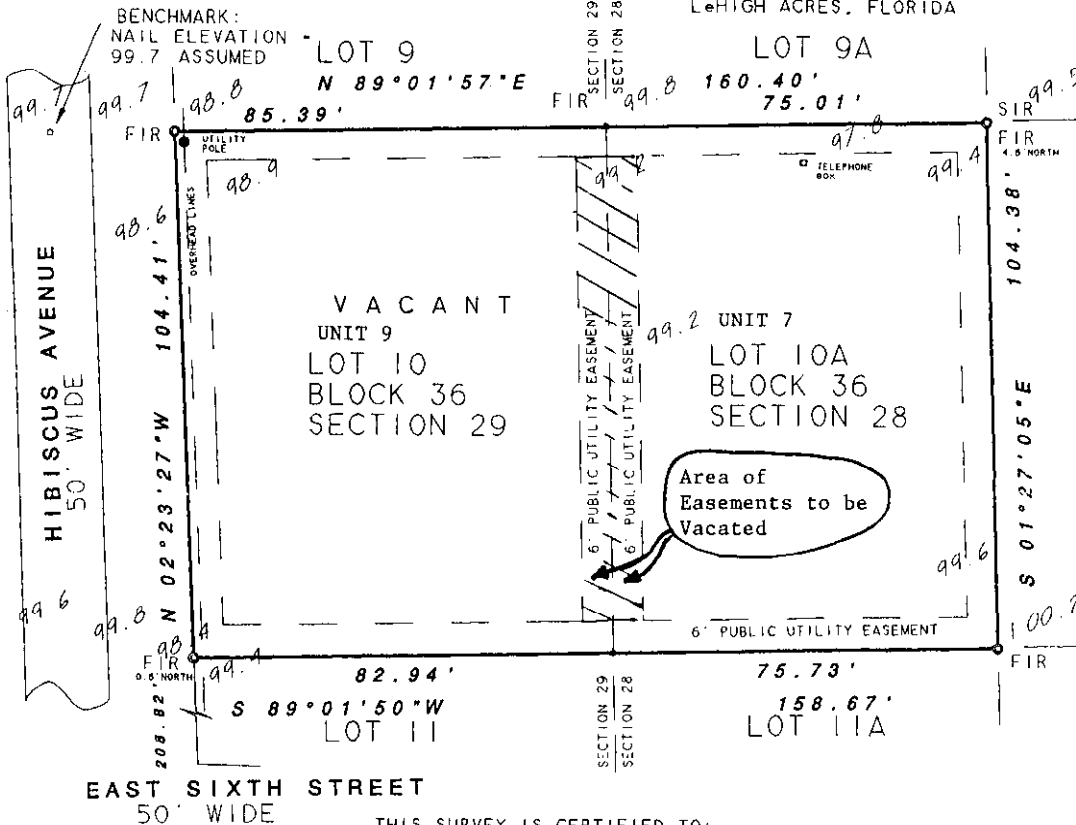 LeHIGH ACRES, FLORIDA
BENCHMARK:
NAIL ELEVATION -
99.7 ASSUMED
LOT 9
SECTION 29
SECTION 28
LOT 9A
N 89°01'57"E
160.40'
99.7
99.7
98.8
85.39'
FIR
99.8
75.01'
SIR
99.5
FIR
UTILITY
POLE
97.8
FIR
4.5' NORTH
98.9
99.2
TELEPHONE
BOX
99.4
98.6
OVERHEAD LINES
104.38'
104.41'
HIBISCUS AVENUE
50' WIDE
VACANT
UNIT 9
LOT 10
BLOCK 36
SECTION 29
6' PUBLIC UTILITY EASEMENT
6' PUBLIC UTILITY EASEMENT
99.2
UNIT 7
LOT 10A
BLOCK 36
SECTION 28
N 02°23'27"W
S 01°27'05"E
Area of
Easements to be
Vacated
99.6
99.6
99.8
98.4
6' PUBLIC UTILITY EASEMENT
FIR
0.6' NORTH
99.4
82.94'
75.73'
FIR
S 89°01'50"W
158.67'
208.82'
LOT 11
SECTION 29
SECTION 28
LOT 11A
EAST SIXTH STREET
50' WIDE
THIS SURVEY IS CERTIFIED TO: